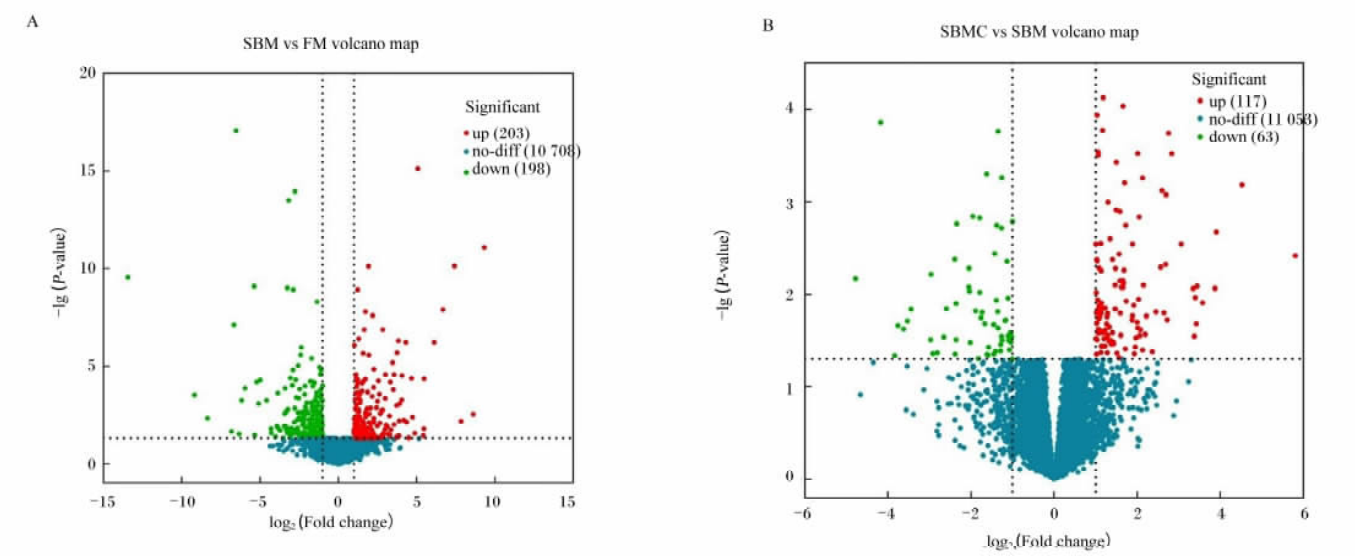 A
SBM vs FM volcano map
20
15
10
5
0
−lg (P-value)
Significant
up (203)
no-diff (10 708)
down (198)
−15
−10
−5
0
5
10
15
log₂(Fold change)
B
SBMC vs SBM volcano map
4
3
2
1
0
−lg (P-value)
Significant
up (117)
no-diff (11 053)
down (63)
−6
−4
−2
0
2
4
6
log₂(Fold change)